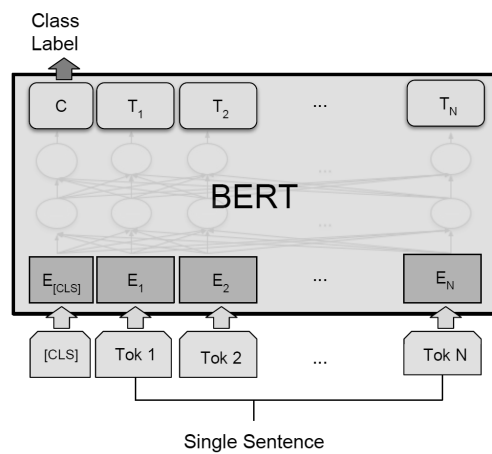 Class
Label
C T1 T2 ... TN
...
BERT
...
E[CLS] E1 E2 ... EN
[CLS] Tok 1 Tok 2 ... Tok N
Single Sentence